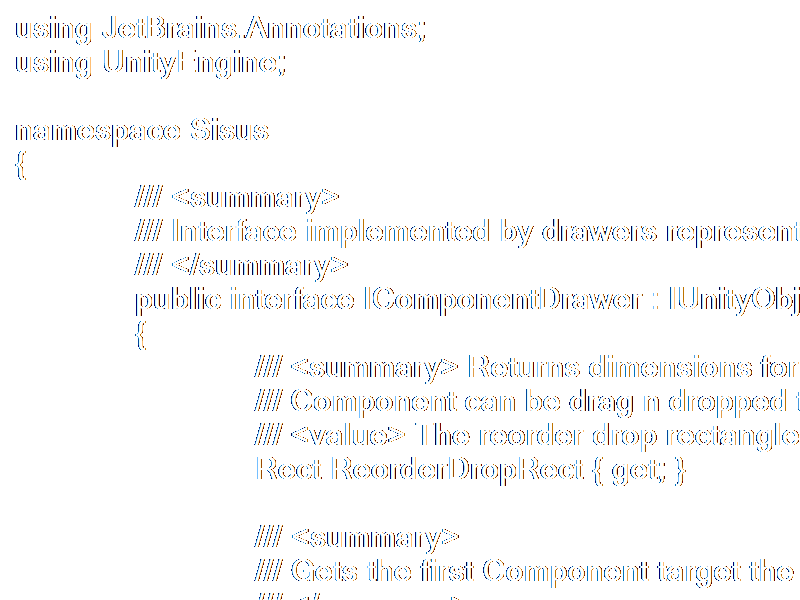 using JetBrains.Annotations;
using UnityEngine;

namespace Sisus
{
/// <summary>
/// Interface implemented by drawers represent
/// </summary>
public interface IComponentDrawer : IUnityObj
{
/// <summary> Returns dimensions for
/// Component can be drag n dropped t
/// <value> The reorder drop rectangle
Rect ReorderDropRect { get; }

/// <summary>
/// Gets the first Component target the